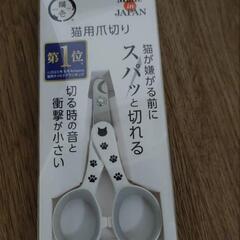 in
JAPAN
猫用爪切り
第1位
猫が嫌がる前に
スパッと切れる
切る時の音と
衝撃が小さい